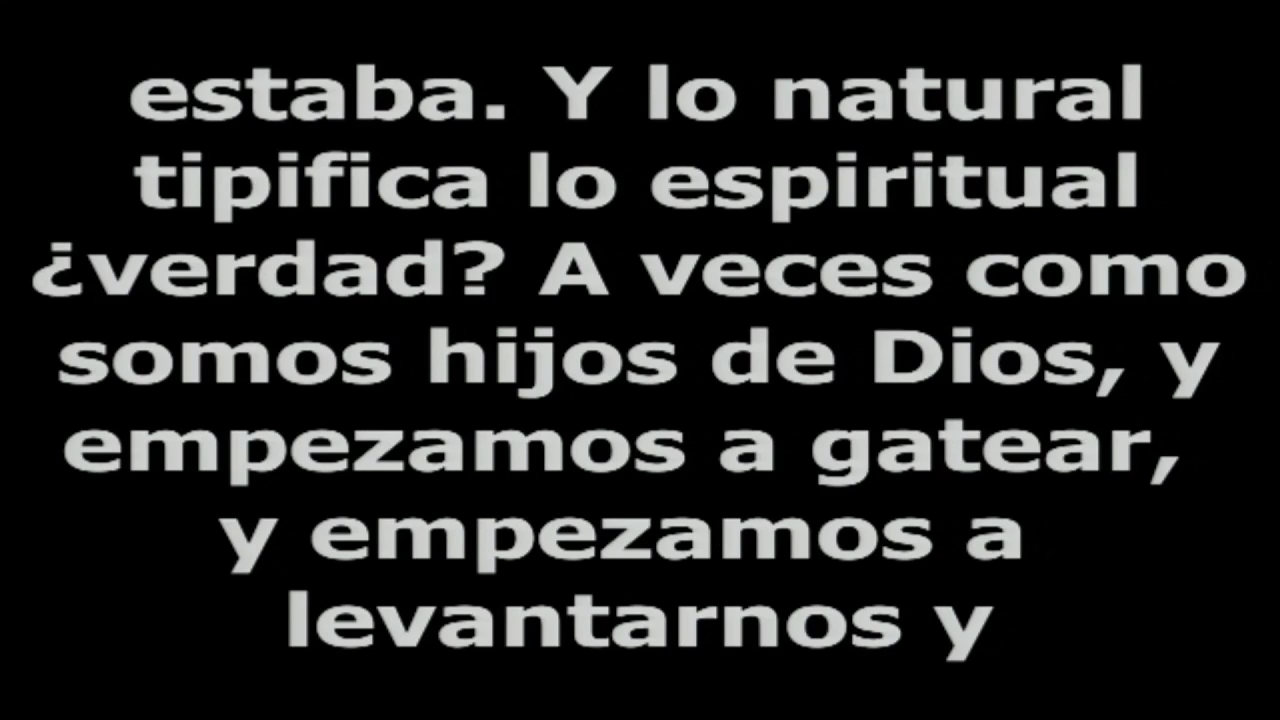 estaba. Y lo natural
tipifica lo espiritual
¿verdad? A veces como
somos hijos de Dios, y
empezamos a gatear,
y empezamos a
levantarnos y